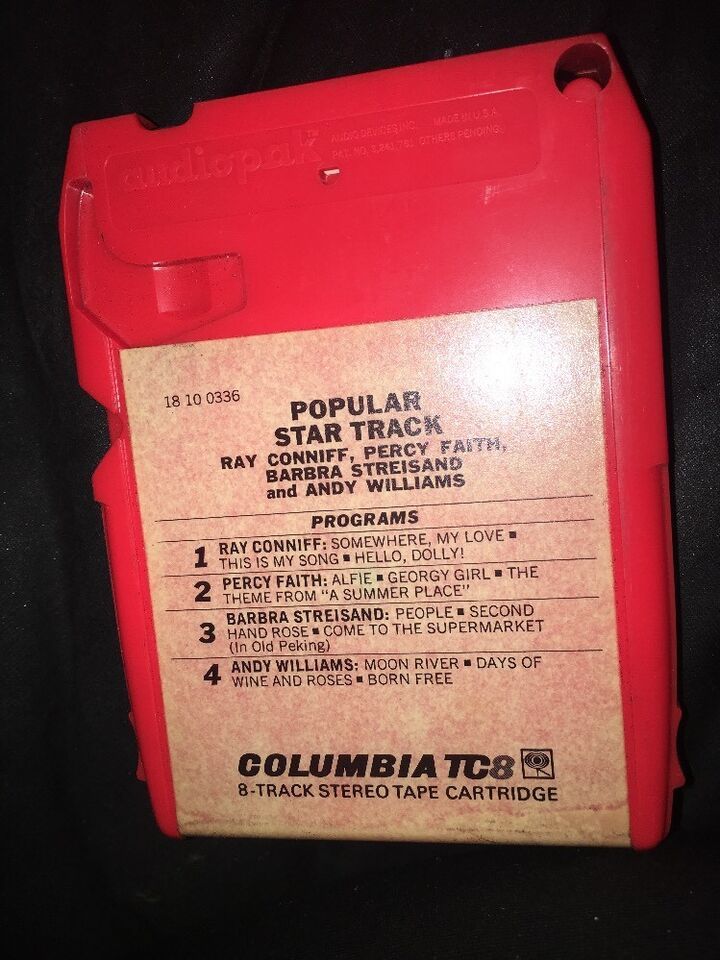 audiopak™ AUDIO DEVICES INC. MADE IN U.S.A.
PAT. NO. 3,241,781 OTHERS PENDING
18 10 0336
POPULAR
STAR TRACK
RAY CONNIFF, PERCY FAITH,
BARBRA STREISAND
and ANDY WILLIAMS
PROGRAMS
1 RAY CONNIFF: SOMEWHERE, MY LOVE ■
THIS IS MY SONG ■ HELLO, DOLLY!
2 PERCY FAITH: ALFIE ■ GEORGY GIRL ■ THE
THEME FROM "A SUMMER PLACE"
3 BARBRA STREISAND: PEOPLE ■ SECOND
HAND ROSE ■ COME TO THE SUPERMARKET
(In Old Peking)
4 ANDY WILLIAMS: MOON RIVER ■ DAYS OF
WINE AND ROSES ■ BORN FREE
COLUMBIA TC8
8-TRACK STEREO TAPE CARTRIDGE